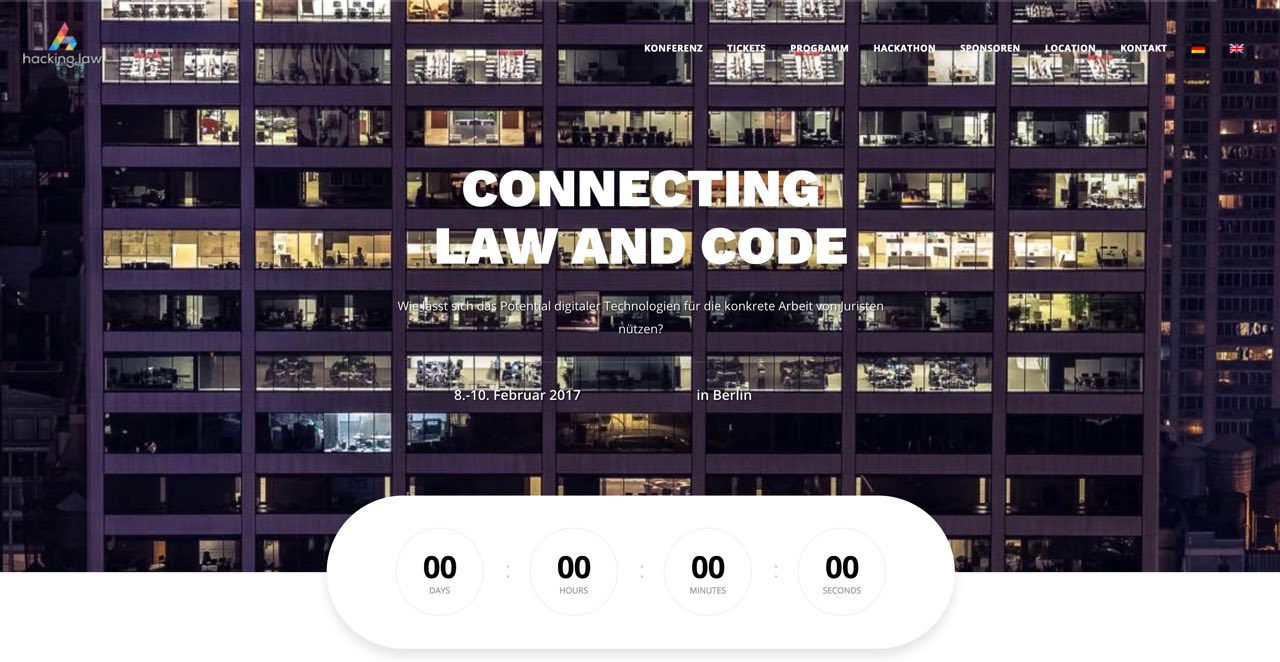 hacking.law
KONFERENZ TICKETS PROGRAMM HACKATHON SPONSOREN LOCATION KONTAKT
CONNECTING
LAW AND CODE
Wie lässt sich das Potential digitaler Technologien für die konkrete Arbeit von Juristen
nützen?
8.-10. Februar 2017 in Berlin
00 : 00 : 00 : 00
DAYS HOURS MINUTES SECONDS